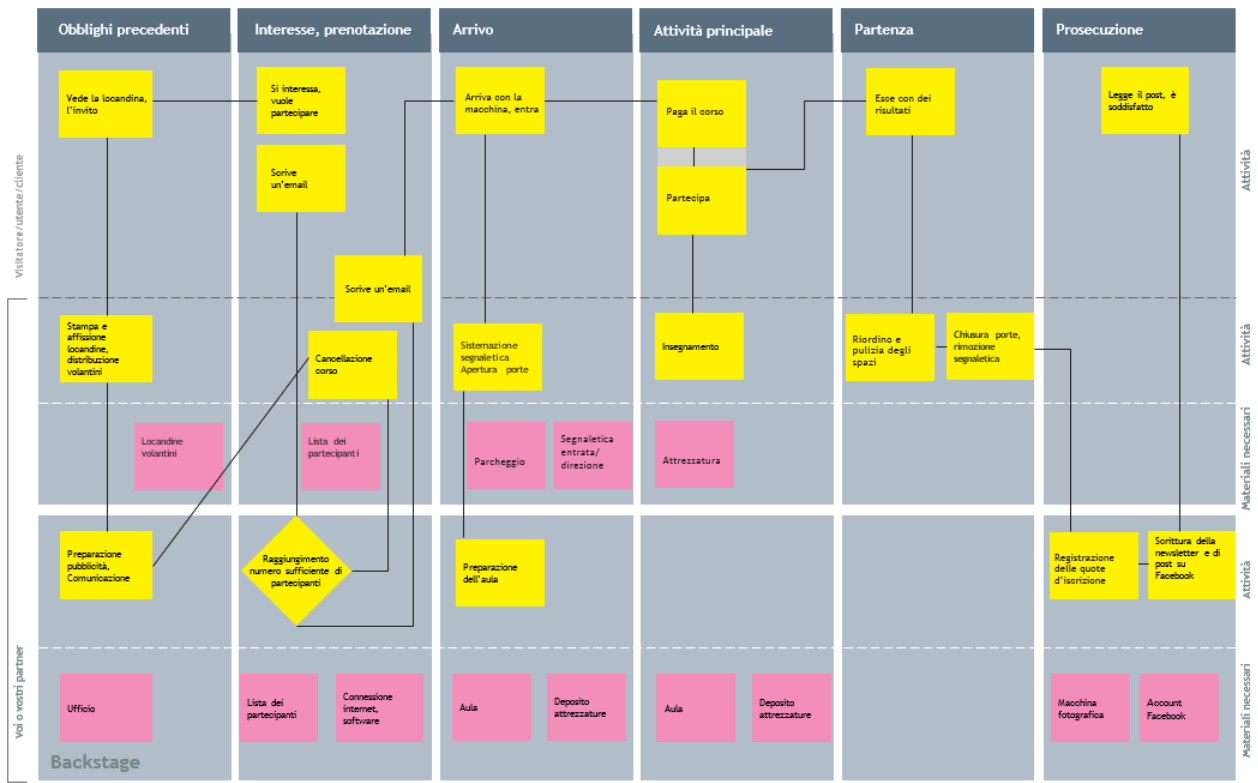 Obblighi precedenti
Interesse, prenotazione
Arrivo
Attività principale
Partenza
Prosecuzione
Vede la locandina,
l'invito
Si interessa,
vuole
partecipare
Arriva con la
macchina, entra
Paga il corso
Esce con dei
risultati
Legge il post, è
soddisfatto
Scrive
un'email
Partecipa
Visitatore/utente/cliente
Attività
Scrive un'email
Stampa e
affissione
locandine,
distribuzione
volantini
Cancellazione
corso
Sistemazione
segnaletica
Apertura porte
Insegnamento
Riordino e
pulizia degli
spazi
Chiusura porte,
rimozione
segnaletica
Attività
Locandine
volantini
Lista dei
partecipanti
Parcheggio
Segnaletica
entrata/
direzione
Attrezzatura
Materiali necessari
Preparazione
pubblicità,
Comunicazione
Raggiungimento
numero sufficiente di
partecipanti
Preparazione
dell'aula
Registrazione
delle quote
d'iscrizione
Scrittura della
newsletter e di
post su
Facebook
Attività
Voi o vostri partner
Ufficio
Lista dei
partecipanti
Connessione
internet,
software
Aula
Deposito
attrezzature
Aula
Deposito
attrezzature
Macchina
fotografica
Account
Facebook
Materiali necessari
Backstage